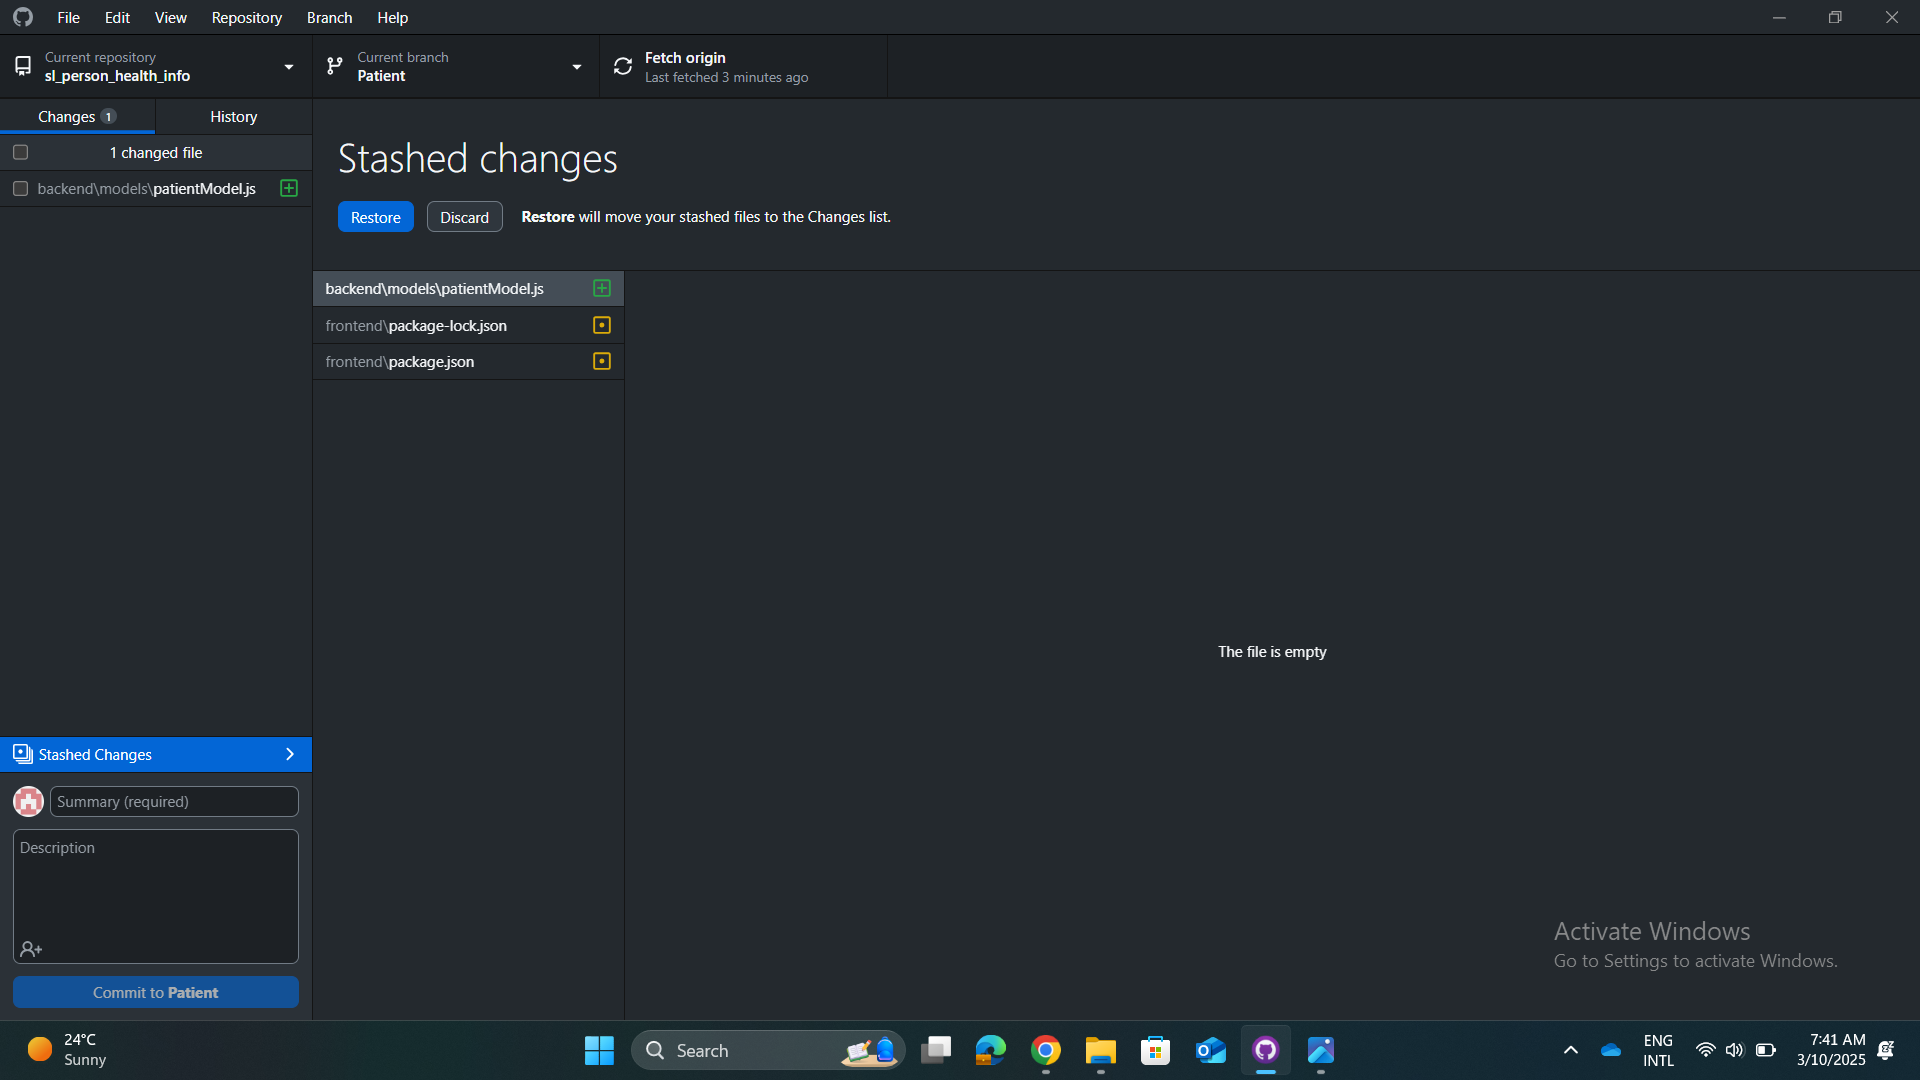 File Edit View Repository Branch Help
Current repository
sl_person_health_info
Current branch
Patient
Fetch origin
Last fetched 3 minutes ago
Changes 1
History
1 changed file
backend\models\patientModel.js
Stashed changes
Restore
Discard
Restore will move your stashed files to the Changes list.
backend\models\patientModel.js
frontend\package-lock.json
frontend\package.json
The file is empty
Stashed Changes
Summary (required)
Description
Commit to Patient
Activate Windows
Go to Settings to activate Windows.
24°C
Sunny
Search
ENG
INTL
7:41 AM
3/10/2025